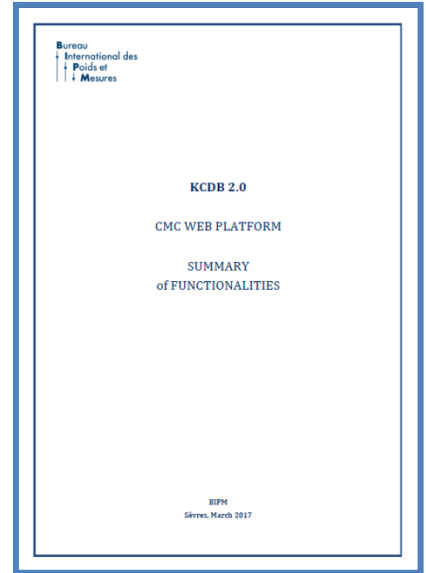 Bureau
International des
Poids et
Mesures
KCDB 2.0
CMC WEB PLATFORM
SUMMARY
of FUNCTIONALITIES
BIPM
Sèvres, March 2017